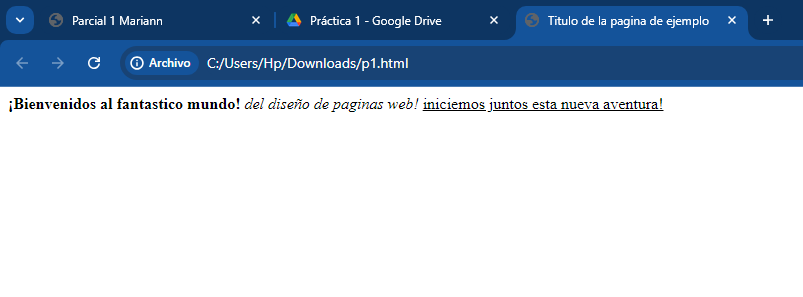 Parcial 1 Mariann
Práctica 1 - Google Drive
Titulo de la pagina de ejemplo
Archivo
C:/Users/Hp/Downloads/p1.html
¡Bienvenidos al fantastico mundo! del diseño de paginas web! iniciemos juntos esta nueva aventura!